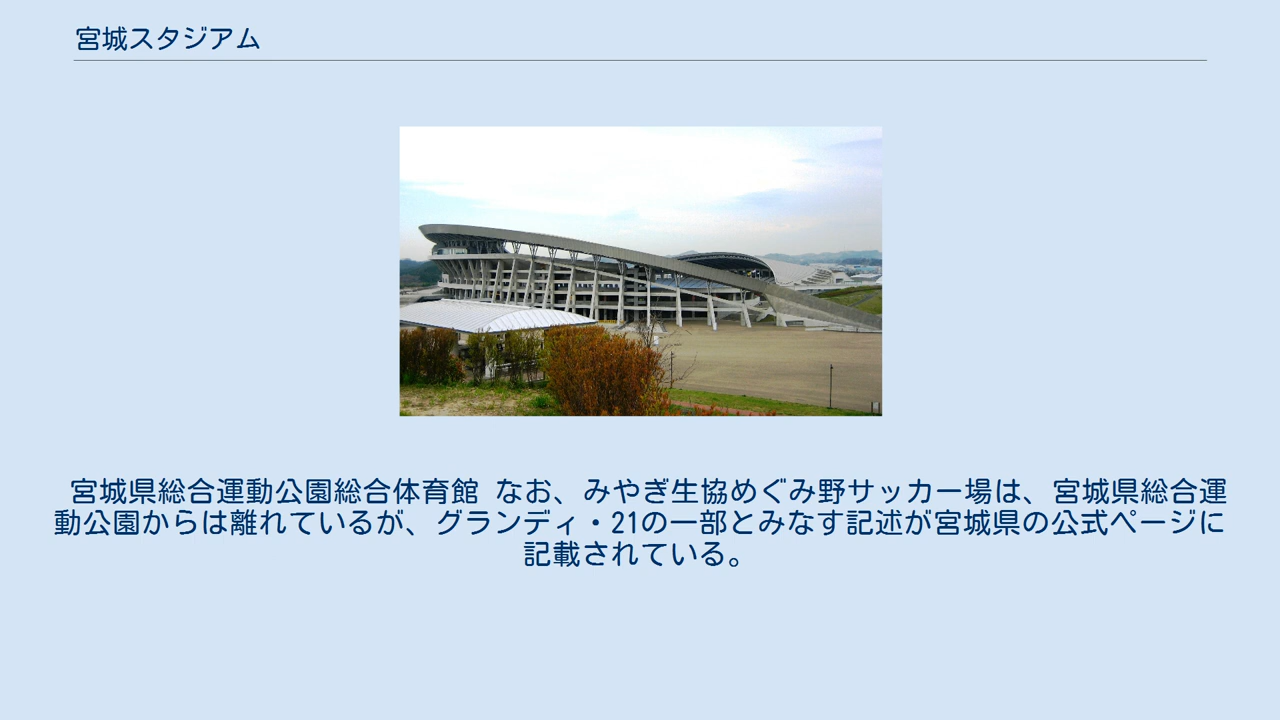 宮城スタジアム
宮城県総合運動公園総合体育館 なお、みやぎ生協めぐみ野サッカー場は、宮城県総合運
動公園からは離れているが、グランディ・21の一部とみなす記述が宮城県の公式ページに
記載されている。